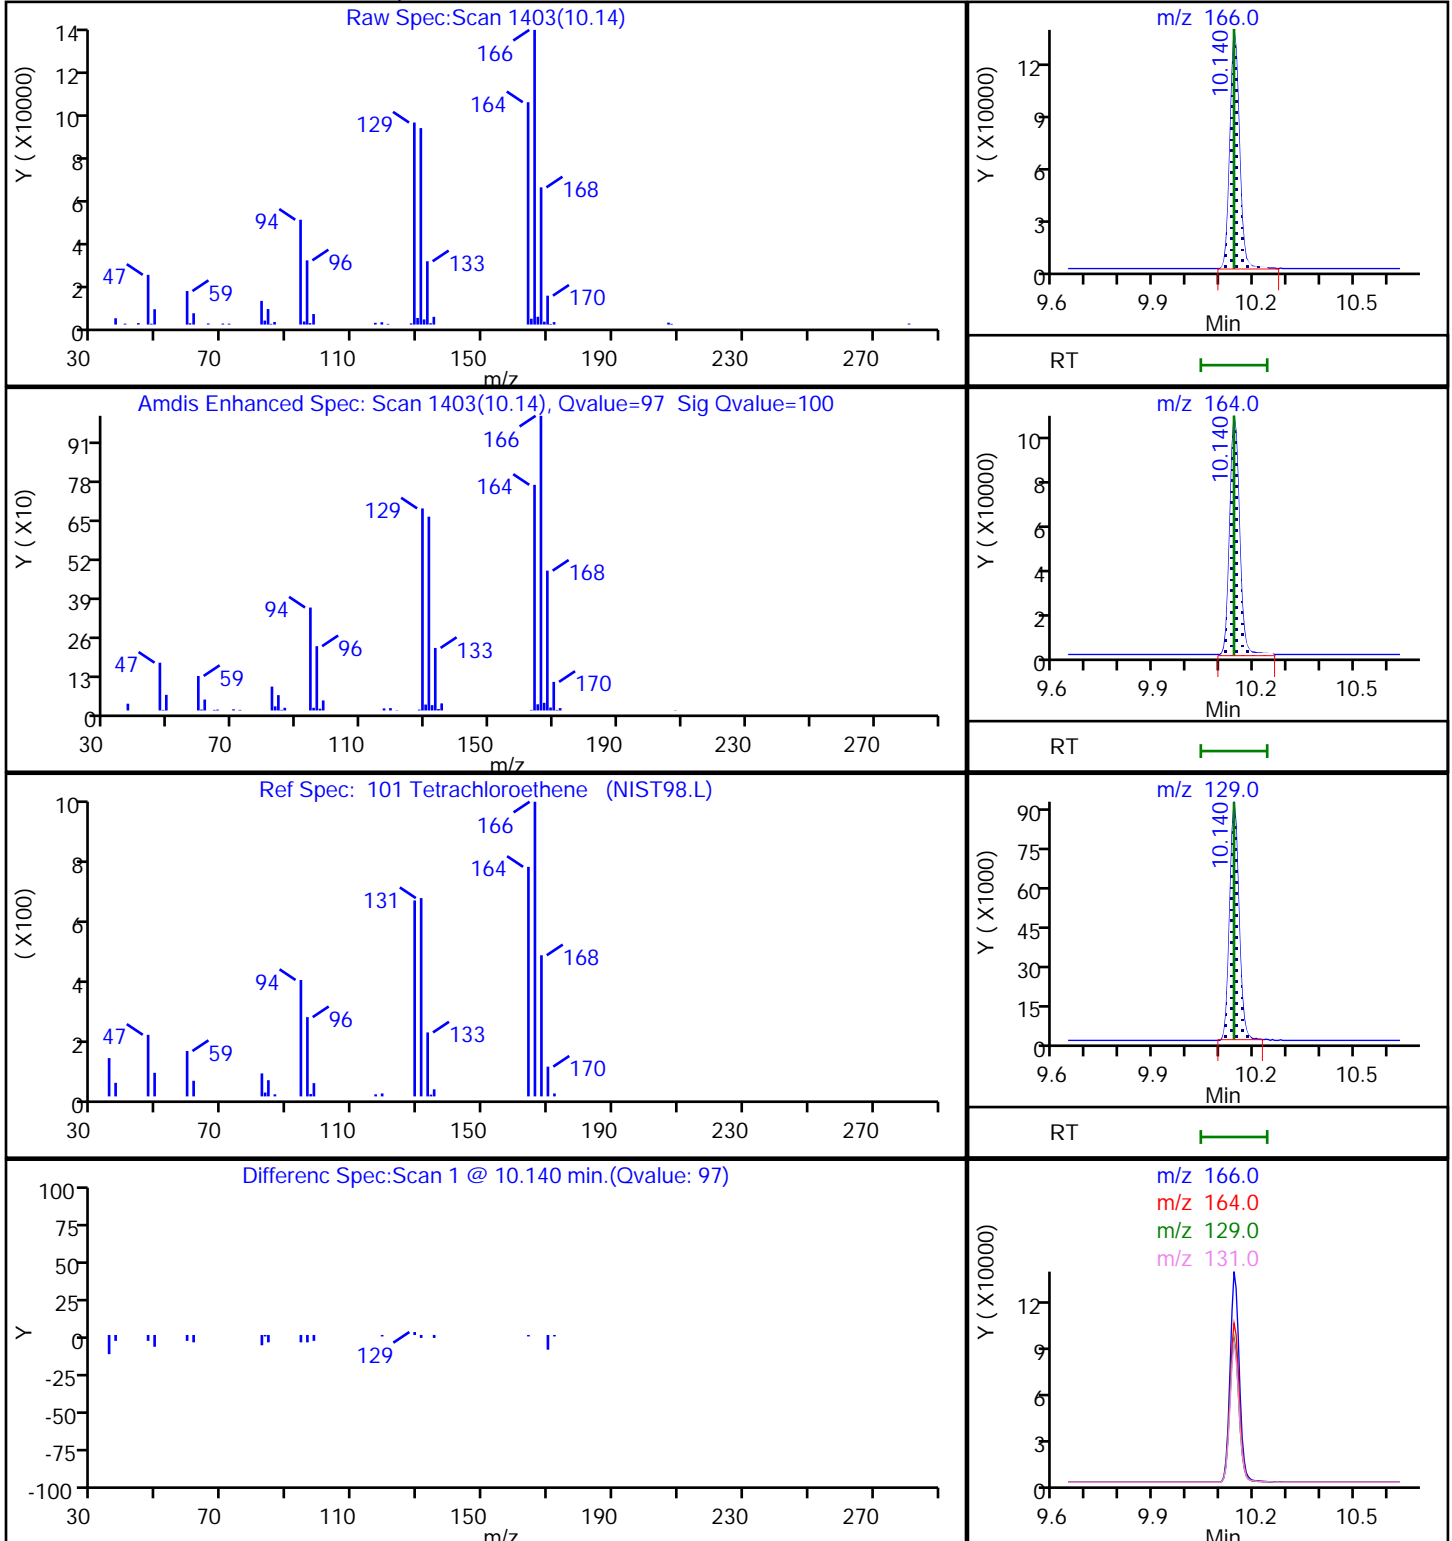 Raw Spec:Scan 1403(10.14)
14
12
10
8
6
4
2
0
Y ( X10000)
166
164
129
168
94
96
133
47
59
170
30 70 110 150 190 230 270
m/z
m/z 166.0
10.140
12
9
6
3
0
Y ( X10000)
9.6 9.9 10.2 10.5
Min
RT
Amdis Enhanced Spec: Scan 1403(10.14), Qvalue=97 Sig Qvalue=100
91
78
65
52
39
26
13
0
Y ( X10)
166
164
129
168
94
96
133
47
59
170
30 70 110 150 190 230 270
m/z
m/z 164.0
10.140
10
8
6
4
2
0
Y ( X10000)
9.6 9.9 10.2 10.5
Min
RT
Ref Spec: 101 Tetrachloroethene (NIST98.L)
10
8
6
4
2
0
( X100)
166
164
131
168
94
96
133
47
59
170
30 70 110 150 190 230 270
m/z 129.0
10.140
90
75
60
45
30
15
0
Y ( X1000)
9.6 9.9 10.2 10.5
Min
RT
Differenc Spec:Scan 1 @ 10.140 min.(Qvalue: 97)
100
75
50
25
0
-25
-50
-75
-100
Y
129
30 70 110 150 190 230 270
m/z
m/z 166.0
m/z 164.0
m/z 129.0
m/z 131.0
12
9
6
3
0
Y ( X10000)
9.6 9.9 10.2 10.5
Min